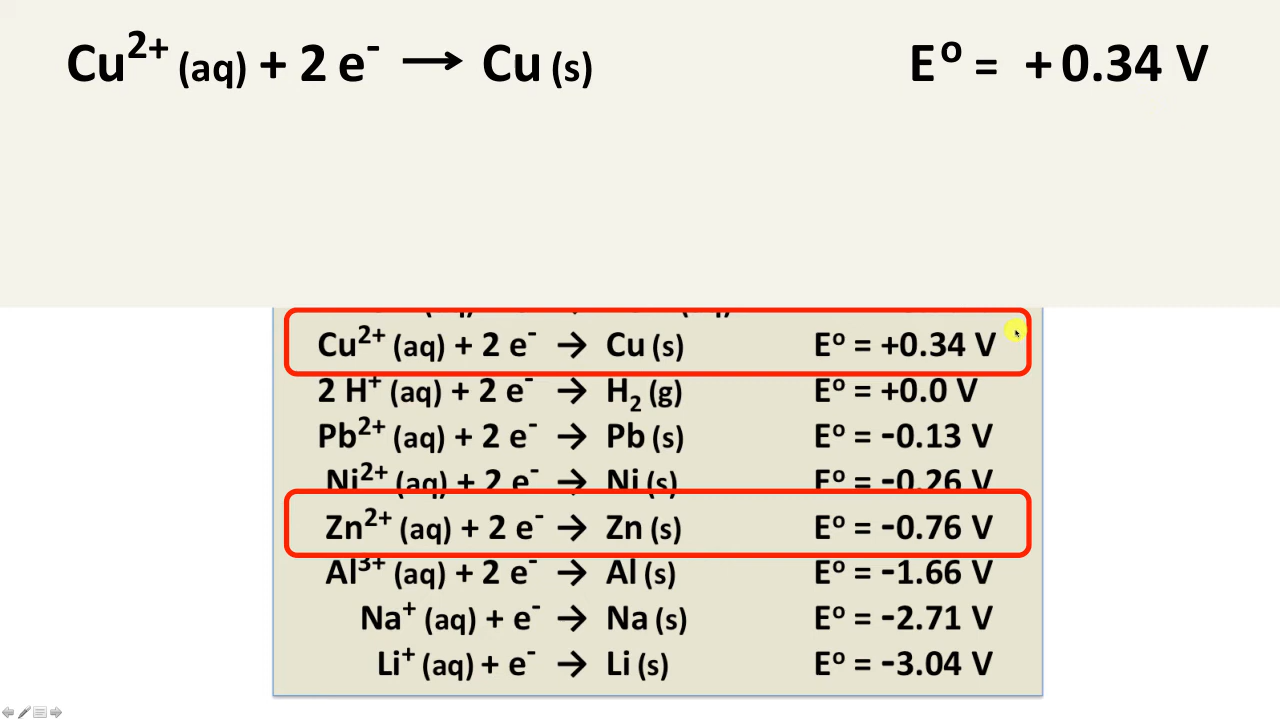 Cu²⁺ (aq) + 2 e⁻ → Cu (s) Eº = +0.34 V
Cu²⁺ (aq) + 2 e⁻ → Cu (s) Eº = +0.34 V
2 H⁺ (aq) + 2 e⁻ → H₂ (g) Eº = +0.0 V
Pb²⁺ (aq) + 2 e⁻ → Pb (s) Eº = -0.13 V
Ni²⁺ (aq) + 2 e⁻ → Ni (s) Eº = -0.26 V
Zn²⁺ (aq) + 2 e⁻ → Zn (s) Eº = -0.76 V
Al³⁺ (aq) + 2 e⁻ → Al (s) Eº = -1.66 V
Na⁺ (aq) + e⁻ → Na (s) Eº = -2.71 V
Li⁺ (aq) + e⁻ → Li (s) Eº = -3.04 V